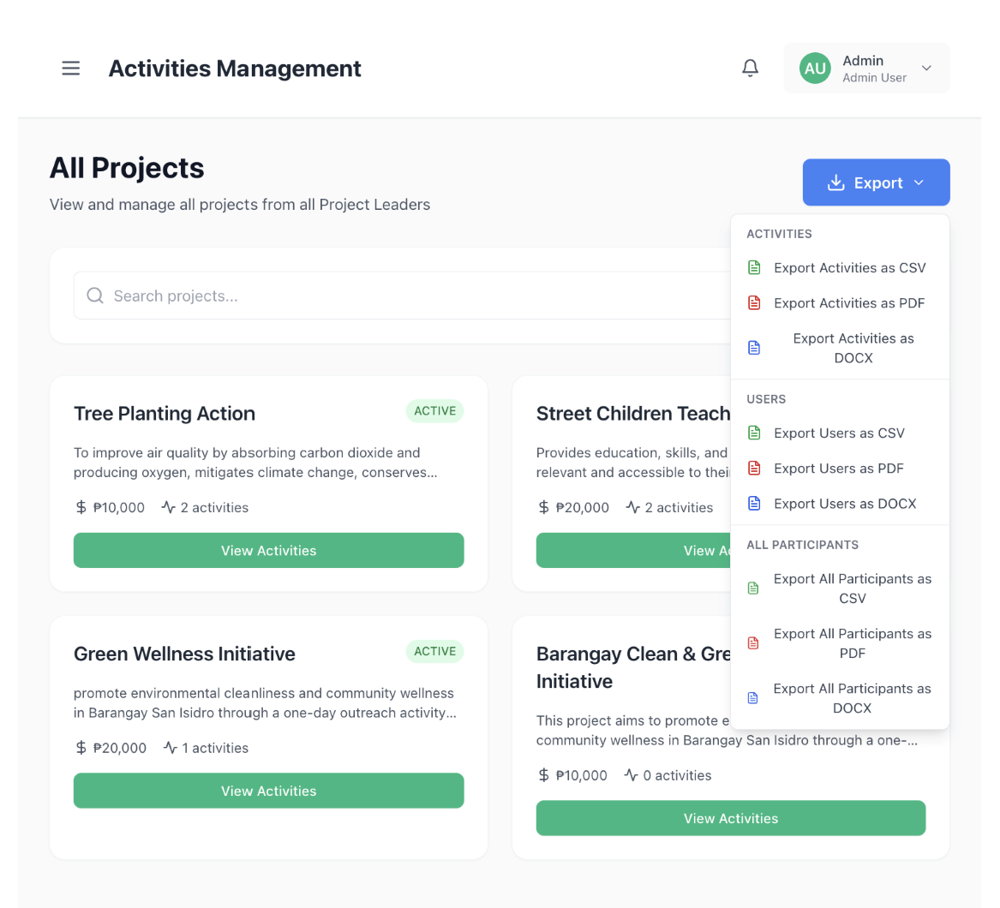 Activities Management
AU
Admin
Admin User
All Projects
View and manage all projects from all Project Leaders
Export
Search projects...
ACTIVITIES
Export Activities as CSV
Export Activities as PDF
Export Activities as
DOCX
USERS
Export Users as CSV
Export Users as PDF
Export Users as DOCX
ALL PARTICIPANTS
Export All Participants as
CSV
Export All Participants as
PDF
Export All Participants as
DOCX
Tree Planting Action
ACTIVE
To improve air quality by absorbing carbon dioxide and
producing oxygen, mitigates climate change, conserves...
$ ₱10,000 2 activities
View Activities
Street Children Teach
Provides education, skills, and
relevant and accessible to thei
$ ₱20,000 2 activities
View A
Green Wellness Initiative
ACTIVE
promote environmental cleanliness and community wellness
in Barangay San Isidro through a one-day outreach activity...
$ ₱20,000 1 activities
View Activities
Barangay Clean & Gre
Initiative
This project aims to promote e
community wellness in Barangay San Isidro through a one-...
$ ₱10,000 0 activities
View Activities